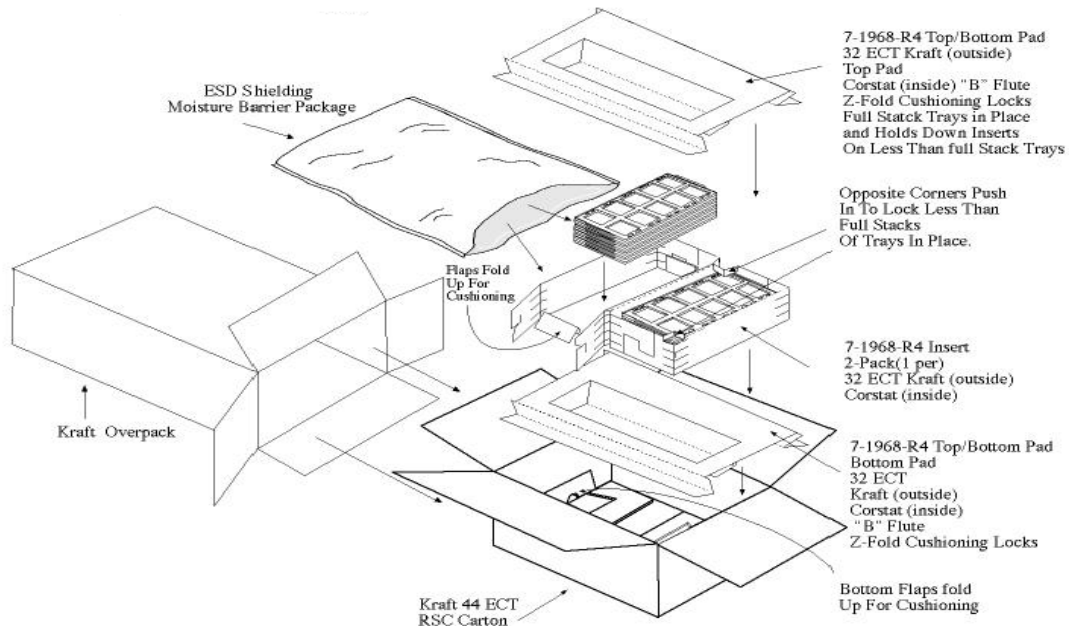 7-1968-R4 Top/Bottom Pad
32 ECT Kraft (outside)
Top Pad
Corstat (inside) "B" Flute
Z-Fold Cushioning Locks
Full Statck Trays in Place
and Holds Down Inserts
On Less Than full Stack Trays
ESD Shielding
Moisture Barrier Package
Opposite Corners Push
In To Lock Less Than
Full Stacks
Of Trays In Place.
Flaps Fold
Up For
Cushioning
7-1968-R4 Insert
2-Pack(1 per)
32 ECT Kraft (outside)
Corstat (inside)
Kraft Overpack
7-1968-R4 Top/Bottom Pad
Bottom Pad
32 ECT
Kraft (outside)
Corstat (inside)
"B" Flute
Z-Fold Cushioning Locks
Bottom Flaps fold
Up For Cushioning
Kraft 44 ECT
RSC Carton